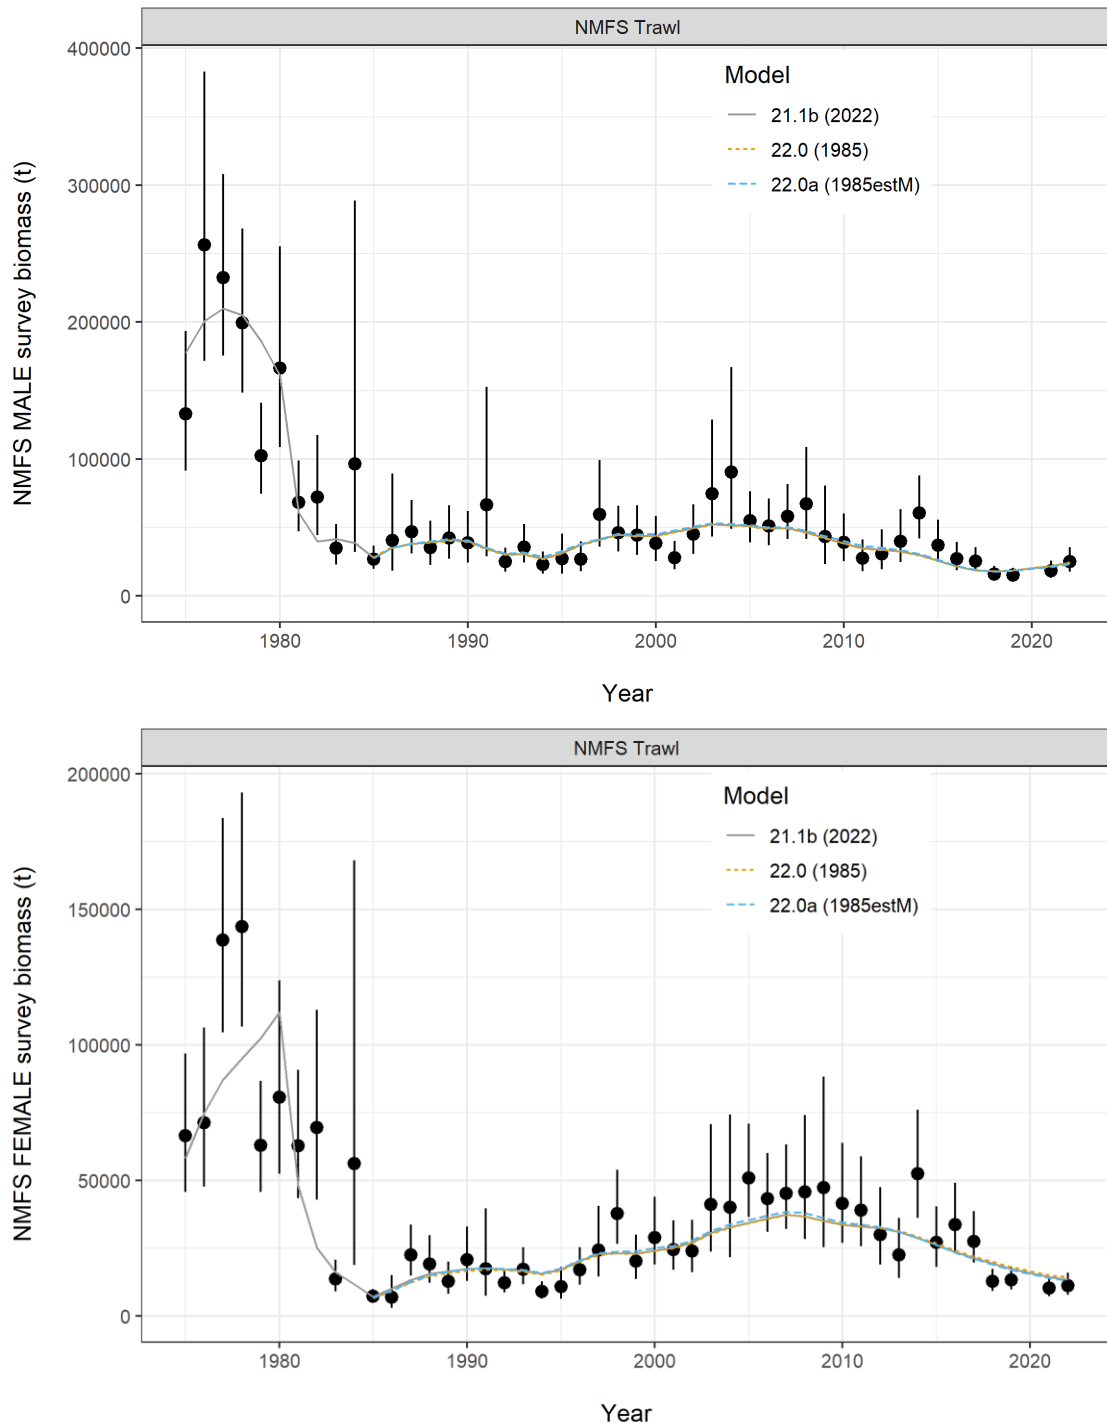 NMFS Trawl
NMFS MALE survey biomass (t)
400000
300000
200000
100000
0
Model
21.1b (2022)
22.0 (1985)
22.0a (1985estM)
1980 1990 2000 2010 2020
Year
NMFS Trawl
NMFS FEMALE survey biomass (t)
200000
150000
100000
50000
0
Model
21.1b (2022)
22.0 (1985)
22.0a (1985estM)
1980 1990 2000 2010 2020
Year